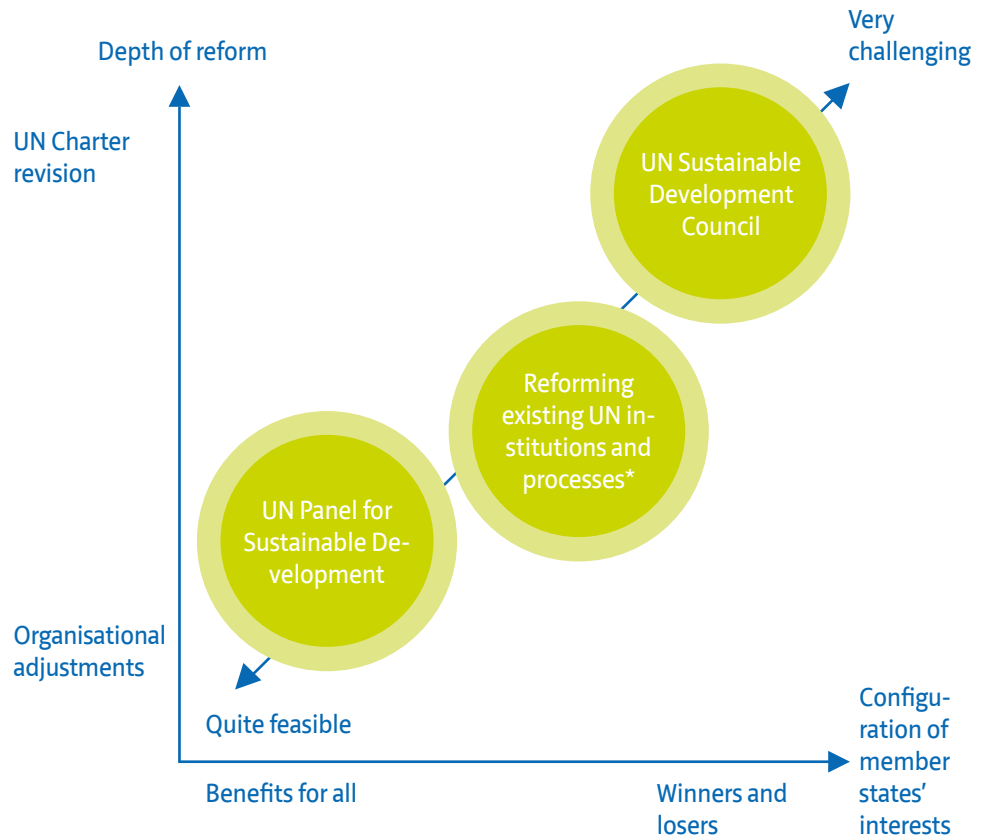 Very
challenging
Depth of reform
UN Charter
revision
UN Sustainable
Development
Council
Reforming
existing UN in-
stitutions and
processes*
UN Panel for
Sustainable De-
velopment
Organisational
adjustments
Quite feasible
Configu-
ration of
member
states’
interests
Benefits for all
Winners and
losers